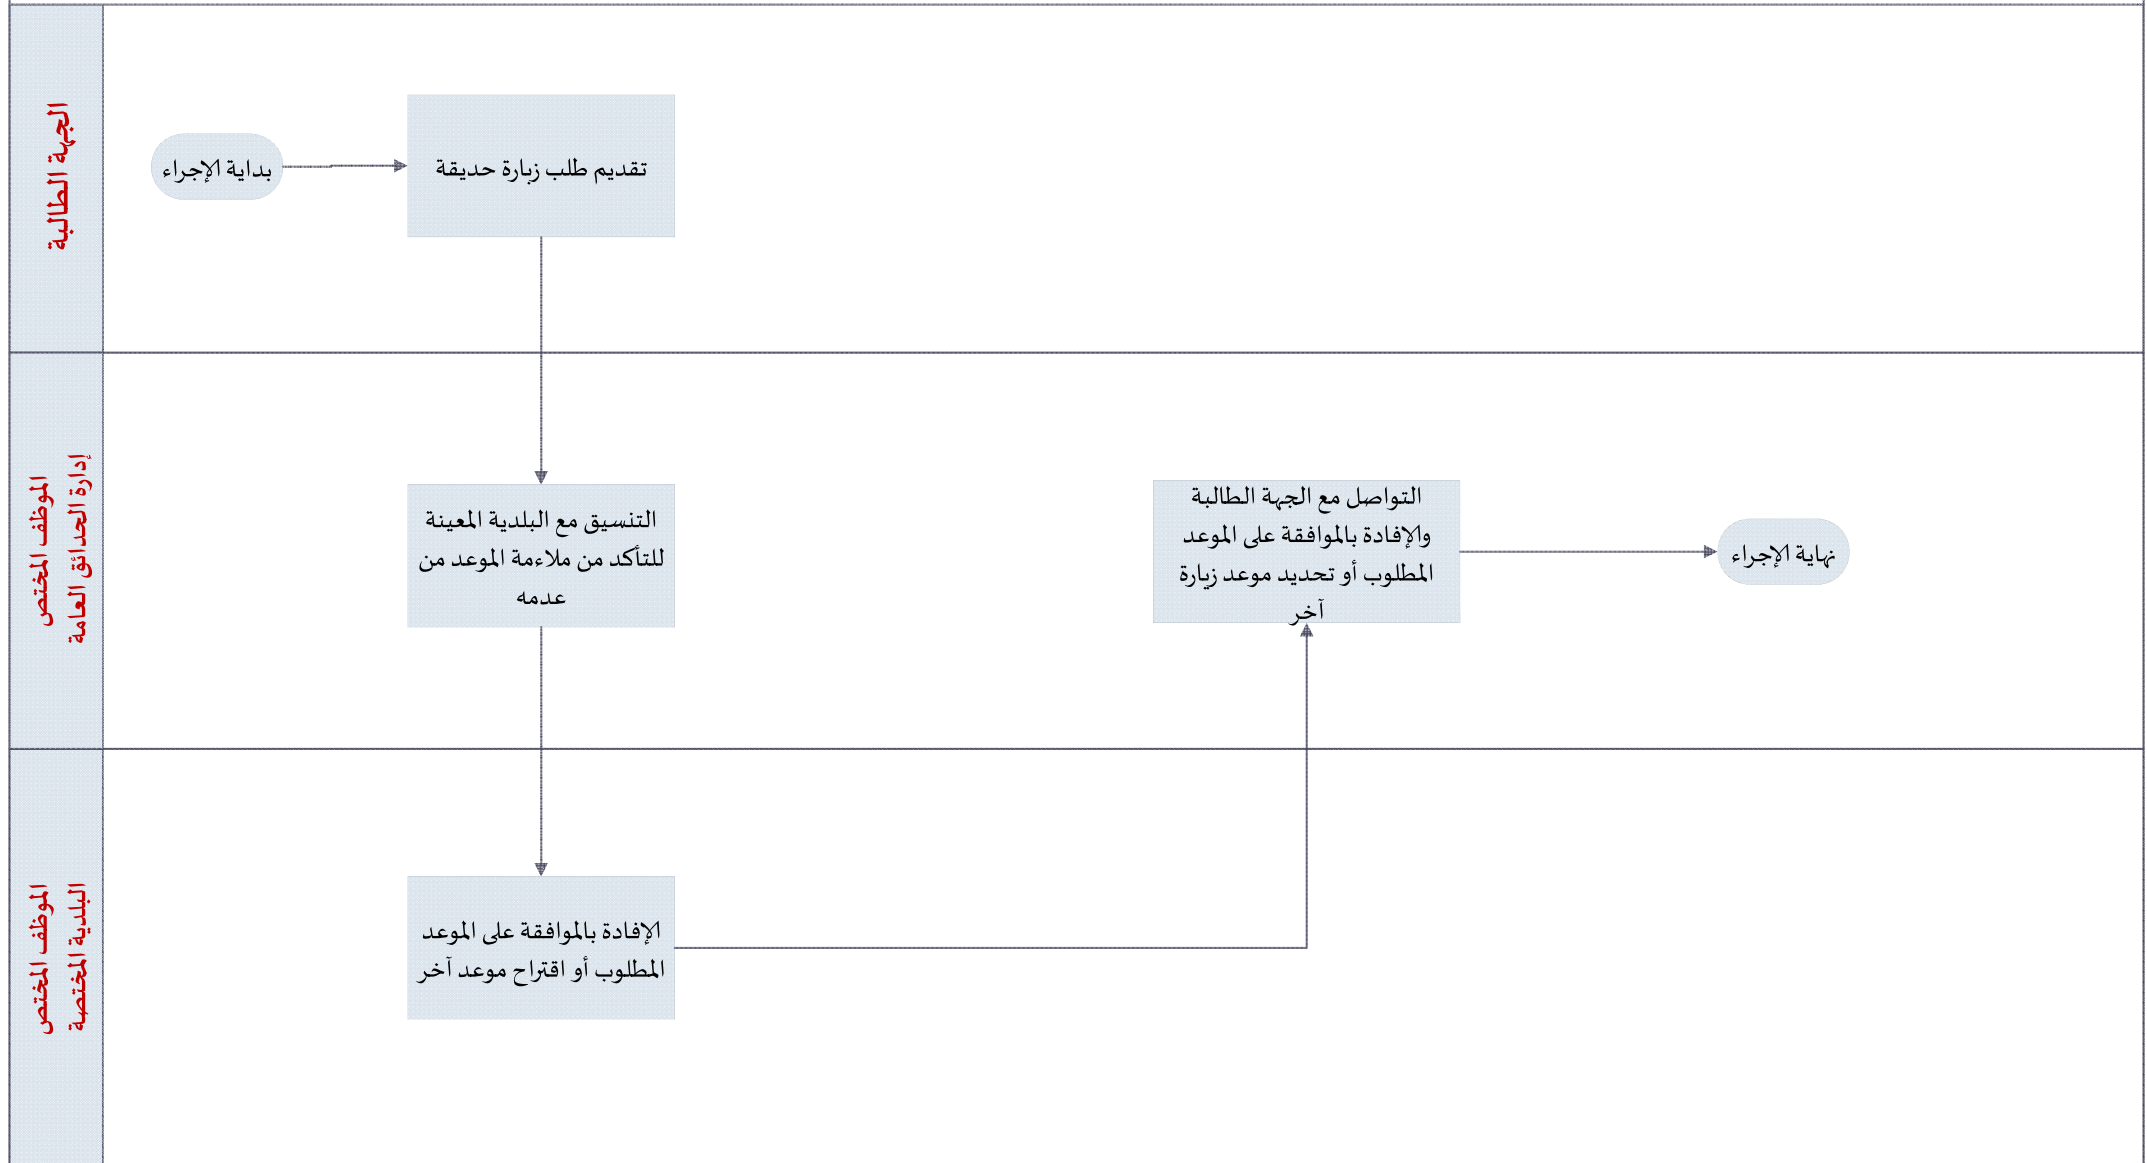 الجهة الطالبة
بداية الإجراء
تقديم طلب زيارة حديقة
الموظف المختص
إدارة الحدائق العامة
التنسيق مع البلدية المعينة
للتأكد من ملاءمة الموعد من
عدمه
التواصل مع الجهة الطالبة
والإفادة بالموافقة على الموعد
المطلوب أو تحديد موعد زيارة
آخر
نهاية الإجراء
الموظف المختص
البلدية المختصة
الإفادة بالموافقة على الموعد
المطلوب أو اقتراح موعد آخر